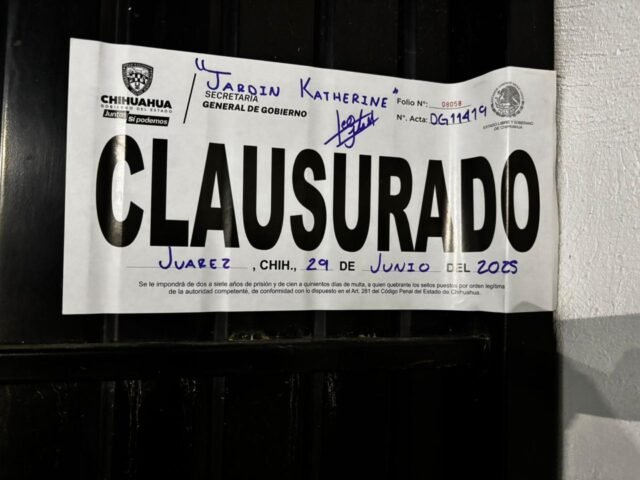 "JARDIN KATHERINE"
CHIHUAHUA
GOBIERNO DEL ESTADO
Juntos Sí podemos
SECRETARÍA
GENERAL DE GOBIERNO
Folio N°: 08058
N°. Acta: DG11419
ESTADO LIBRE Y SOBERANO
DE CHIHUAHUA
CLAUSURADO
JUAREZ, CHIH., 29 DE JUNIO DEL 2025
Se le impondrá de dos a siete años de prisión y de cien a quinientos días de multa, a quien quebrante los sellos puestos por orden legítima
de la autoridad competente, de conformidad con lo dispuesto en el Art. 281 del Código Penal del Estado de Chihuahua.